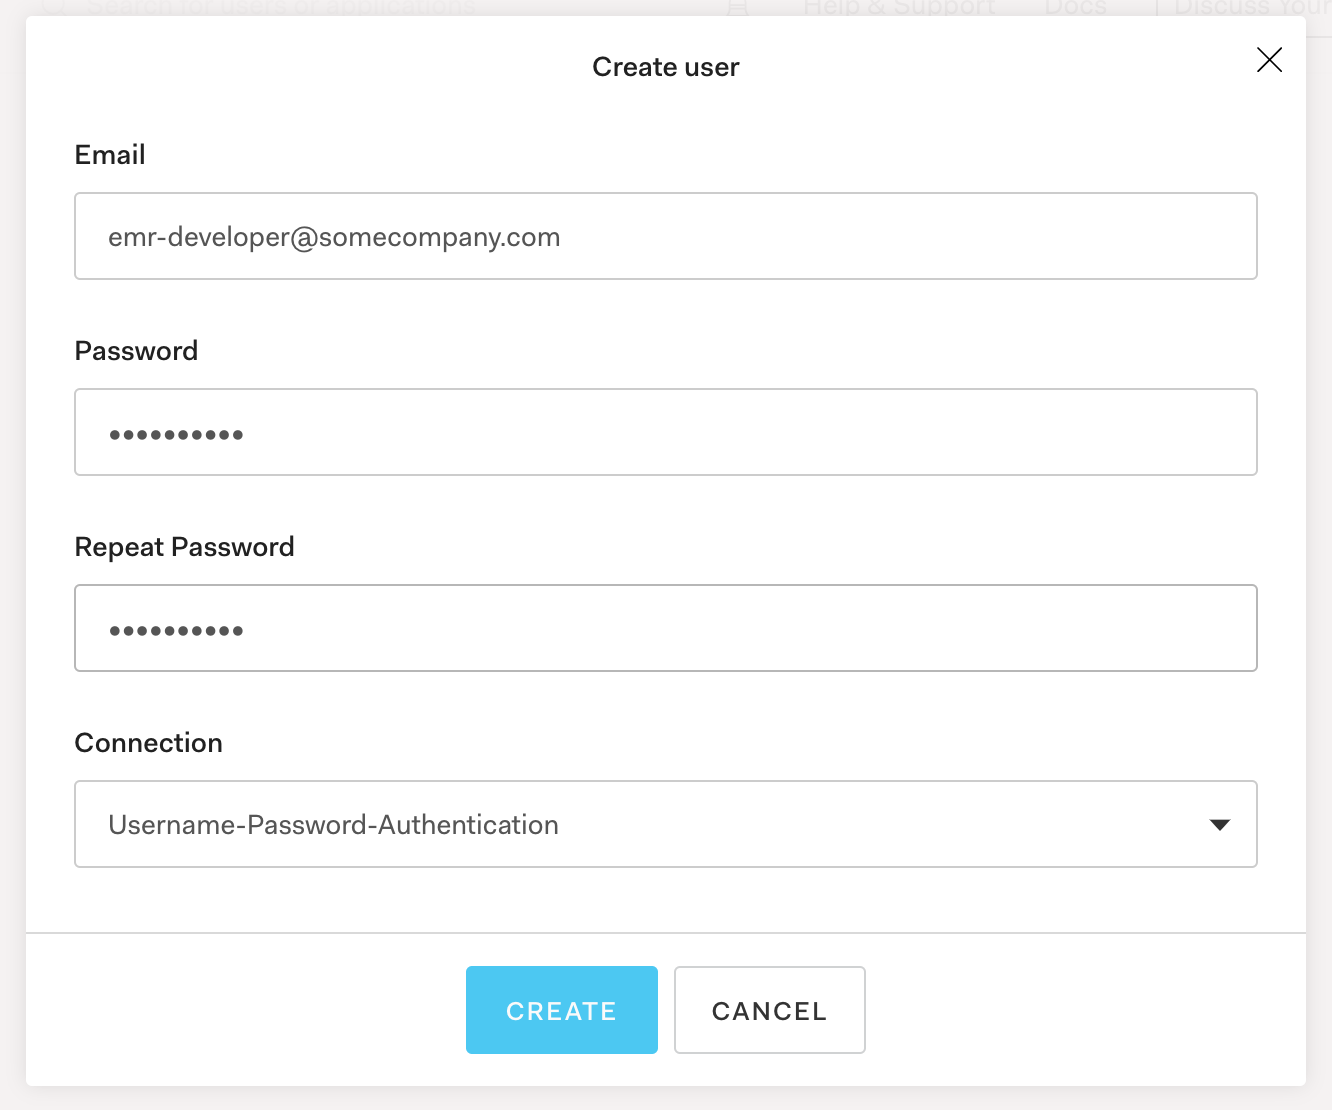 Search for users or applications Help & Support Docs Discuss Your
Create user
Email
emr-developer@somecompany.com
Password
••••••••••
Repeat Password
••••••••••
Connection
Username-Password-Authentication
CREATE CANCEL